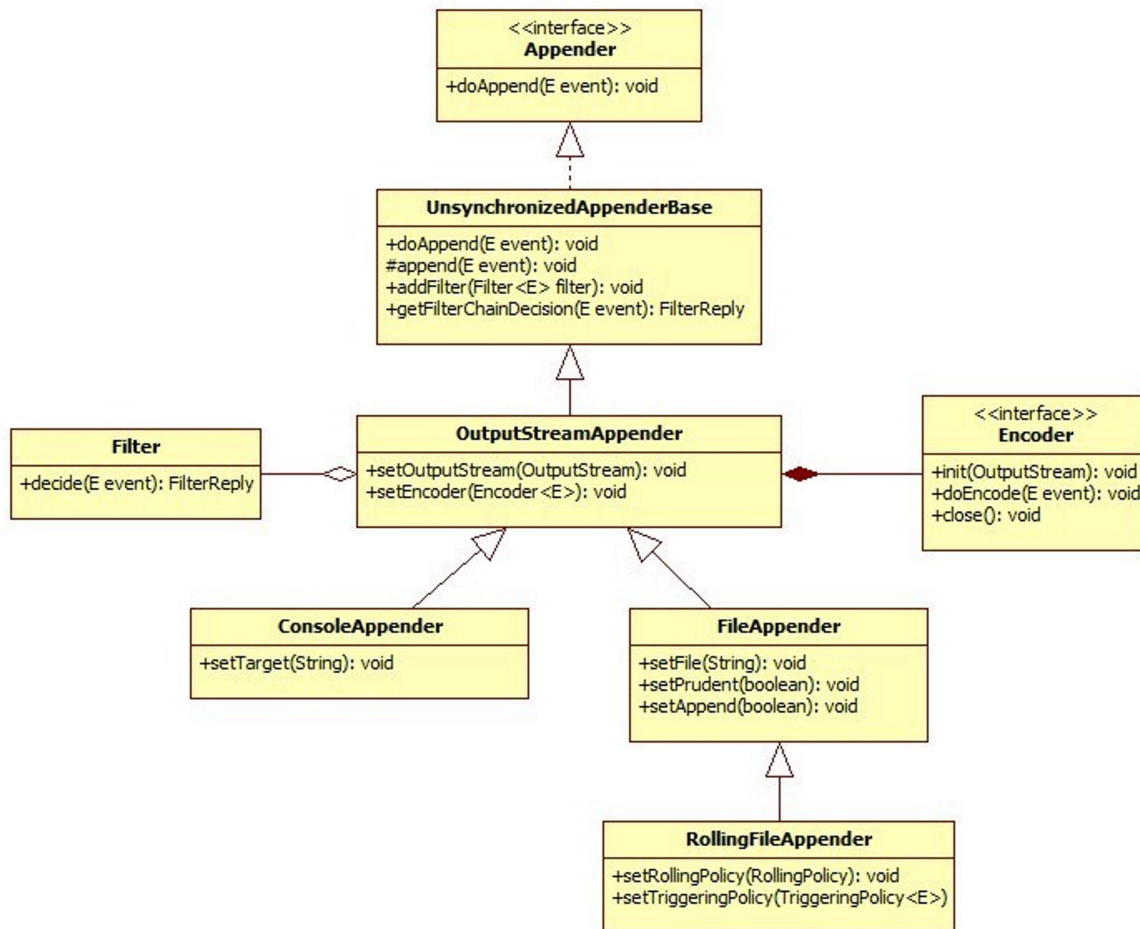 <<interface>>
Appender
+doAppend(E event): void
UnsynchronizedAppenderBase
+doAppend(E event): void
#append(E event): void
+addFilter(Filter<E> filter): void
+getFilterChainDecision(E event): FilterReply
Filter
+decide(E event): FilterReply
OutputStreamAppender
+setOutputStream(OutputStream): void
+setEncoder(Encoder<E>): void
<<interface>>
Encoder
+init(OutputStream): void
+doEncode(E event): void
+close(): void
ConsoleAppender
+setTarget(String): void
FileAppender
+setFile(String): void
+setPrudent(boolean): void
+setAppend(boolean): void
RollingFileAppender
+setRollingPolicy(RollingPolicy): void
+setTriggeringPolicy(TriggeringPolicy<E>)